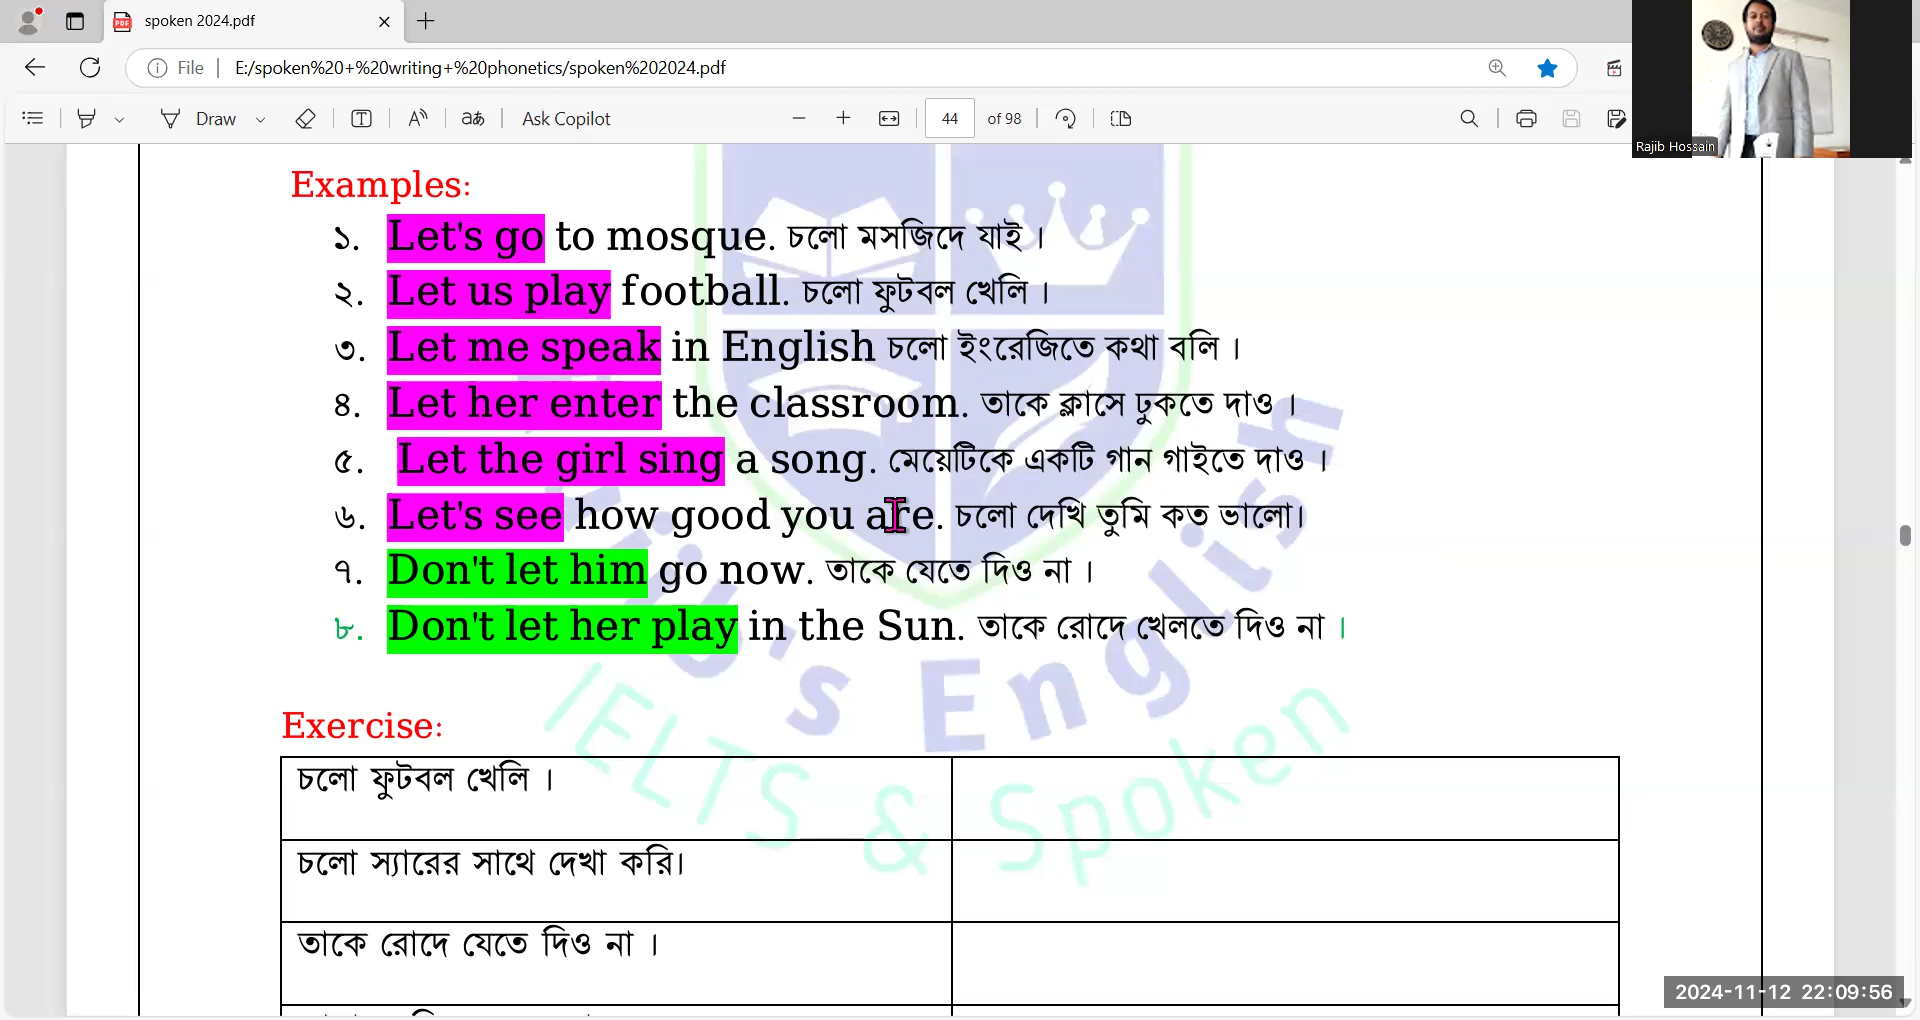 spoken 2024.pdf
File | E:/spoken%20+%20writing+%20phonetics/spoken%202024.pdf
Draw Ask Copilot 44 of 98
Rajib Hossain
Examples:
১. Let's go to mosque. চলো মসজিদে যাই ।
২. Let us play football. চলো ফুটবল খেলি ।
৩. Let me speak in English চলো ইংরেজিতে কথা বলি ।
৪. Let her enter the classroom. তাকে ক্লাসে ঢুকতে দাও ।
৫. Let the girl sing a song. মেয়েটিকে একটি গান গাইতে দাও ।
৬. Let's see how good you are. চলো দেখি তুমি কত ভালো।
৭. Don't let him go now. তাকে যেতে দিও না ।
৮. Don't let her play in the Sun. তাকে রোদে খেলতে দিও না ।
's English
IELTS & Spoken
Exercise:
চলো ফুটবল খেলি ।
চলো স্যারের সাথে দেখা করি।
তাকে রোদে যেতে দিও না ।
2024-11-12 22:09:56